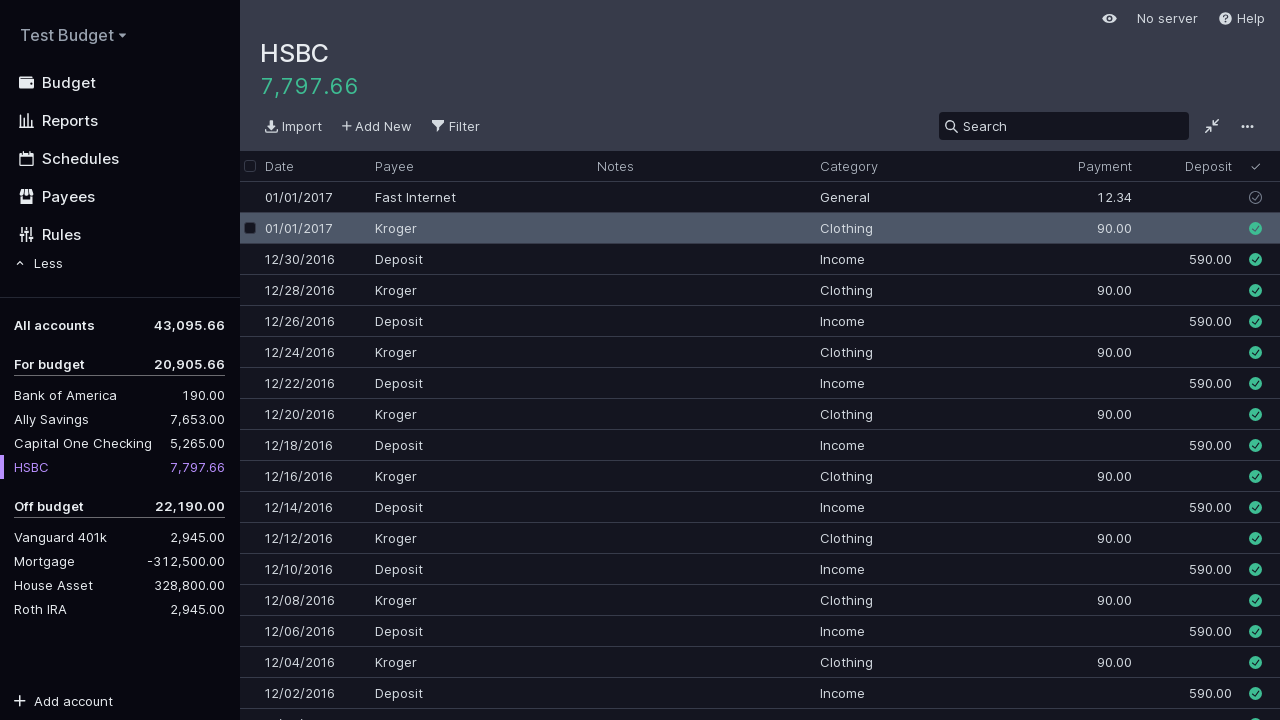 Test Budget
Budget
Reports
Schedules
Payees
Rules
Less
All accounts 43,095.66
For budget 20,905.66
Bank of America 190.00
Ally Savings 7,653.00
Capital One Checking 5,265.00
HSBC 7,797.66
Off budget 22,190.00
Vanguard 401k 2,945.00
Mortgage -312,500.00
House Asset 328,800.00
Roth IRA 2,945.00
Add account
No server Help
HSBC
7,797.66
Import Add New Filter Search
Date Payee Notes Category Payment Deposit
01/01/2017 Fast Internet General 12.34
01/01/2017 Kroger Clothing 90.00
12/30/2016 Deposit Income 590.00
12/28/2016 Kroger Clothing 90.00
12/26/2016 Deposit Income 590.00
12/24/2016 Kroger Clothing 90.00
12/22/2016 Deposit Income 590.00
12/20/2016 Kroger Clothing 90.00
12/18/2016 Deposit Income 590.00
12/16/2016 Kroger Clothing 90.00
12/14/2016 Deposit Income 590.00
12/12/2016 Kroger Clothing 90.00
12/10/2016 Deposit Income 590.00
12/08/2016 Kroger Clothing 90.00
12/06/2016 Deposit Income 590.00
12/04/2016 Kroger Clothing 90.00
12/02/2016 Deposit Income 590.00